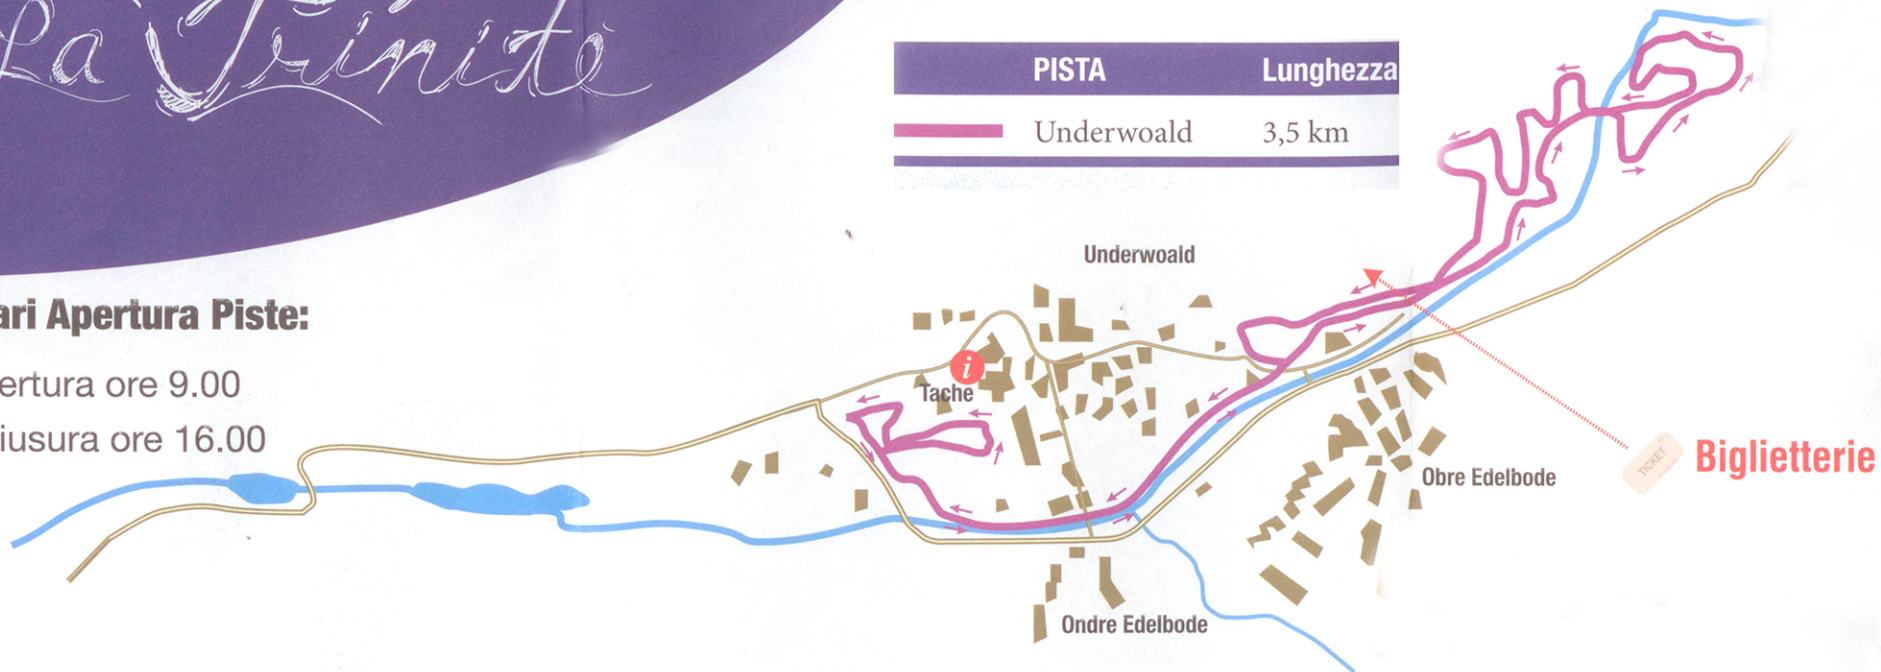 La Trinité
PISTA Lunghezza
Underwoald 3,5 km
Underwoald
ari Apertura Piste:
i
Tache
ertura ore 9.00
iusura ore 16.00
TICKET
Biglietterie
Obre Edelbode
Ondre Edelbode